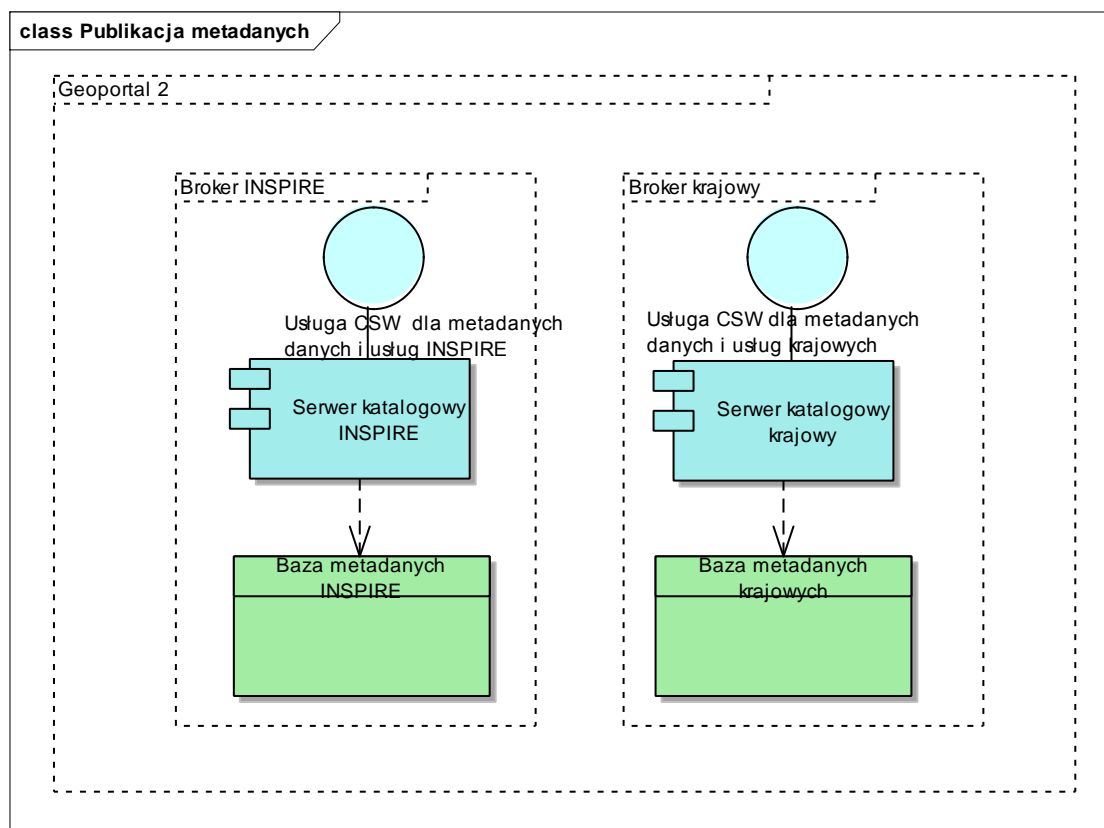 class Publikacja metadanych
Geoportal 2
Broker INSPIRE
Usługa CSW dla metadanych
danych i usług INSPIRE
Serwer katalogowy
INSPIRE
Baza metadanych
INSPIRE
Broker krajowy
Usługa CSW dla metadanych
danych i usług krajowych
Serwer katalogowy
krajowy
Baza metadanych
krajowych